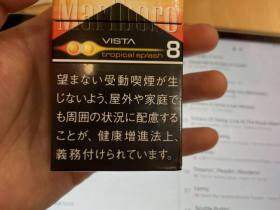 Marlboro
VISTA
tropical splash 8
望まない受動喫煙が生
じないよう、屋外や家庭で
も周囲の状況に配慮する
ことが、健康増進法上、
義務付けられています。